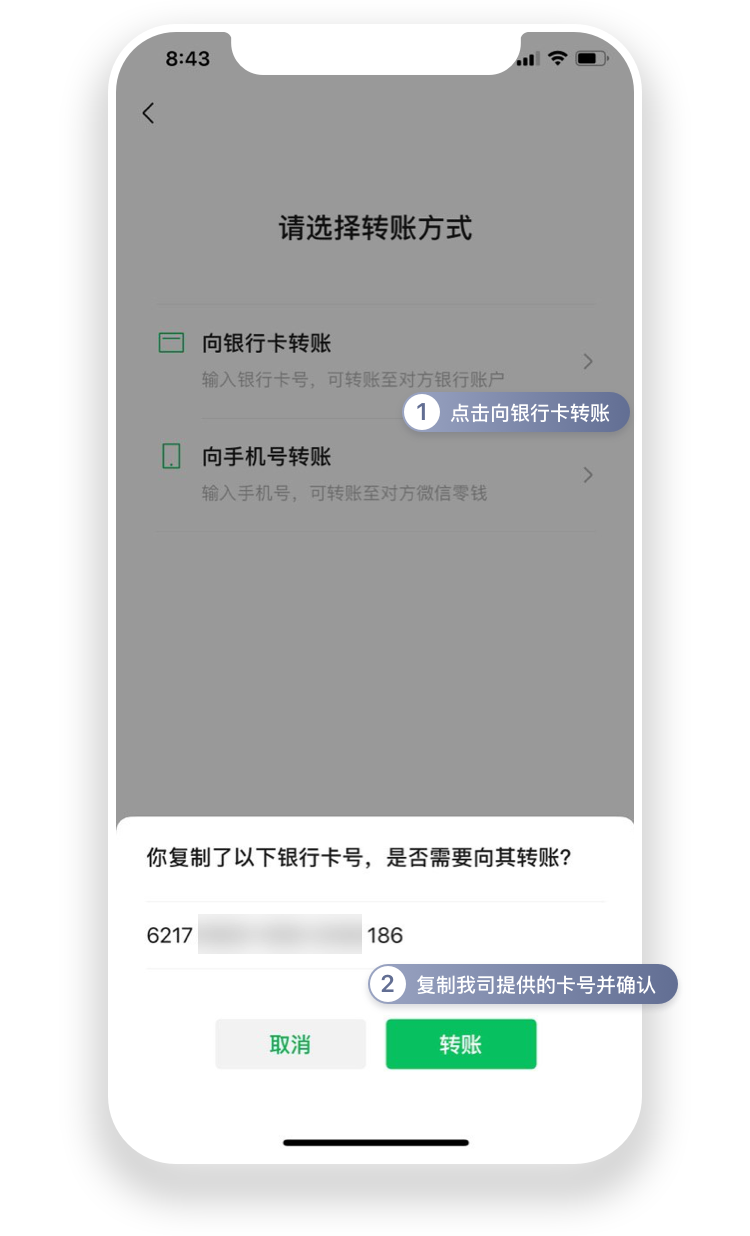 8:43
请选择转账方式
向银行卡转账
输入银行卡号，可转账至对方银行账户
1 点击向银行卡转账
向手机号转账
输入手机号，可转账至对方微信零钱
你复制了以下银行卡号，是否需要向其转账?
6217 186
2 复制我司提供的卡号并确认
取消 转账